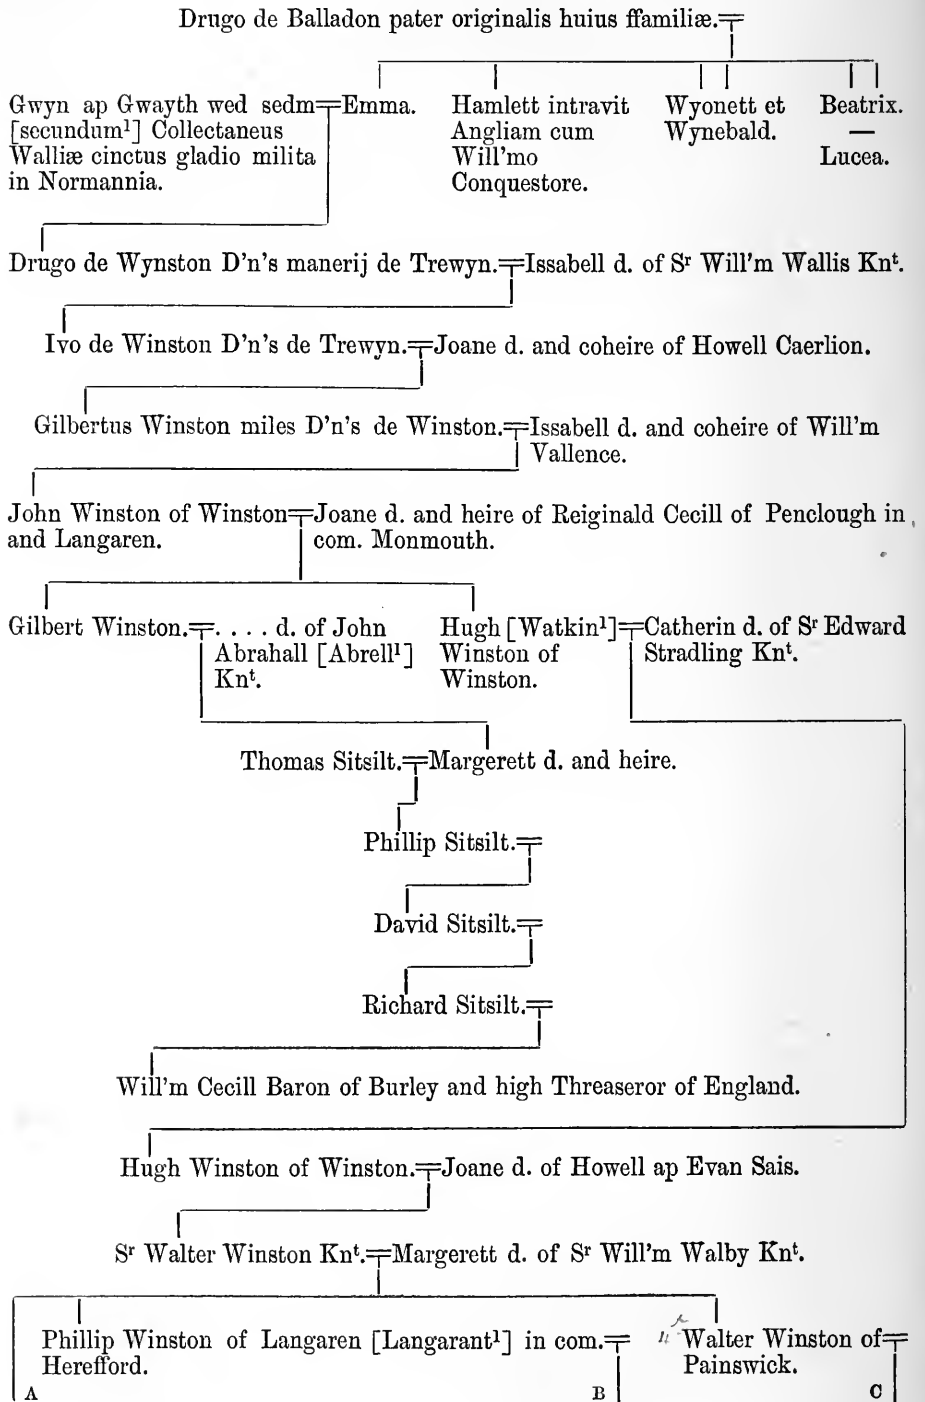 Drugo de Balladon pater originalis huius ffamiliæ.
Gwyn ap Gwayth wed sedm
[secundum¹] Collectaneus
Walliæ cinctus gladio milita
in Normannia.
Emma.
Hamlett intravit
Angliam cum
Will'mo
Conquestore.
Wyonett et
Wynebald.
Beatrix.
—
Lucea.
Drugo de Wynston D'n's manerij de Trewyn.=Issabell d. of Sʳ Will'm Wallis Knᵗ.
Ivo de Winston D'n's de Trewyn.=Joane d. and coheire of Howell Caerlion.
Gilbertus Winston miles D'n's de Winston.=Issabell d. and coheire of Will'm
Vallence.
John Winston of Winston
and Langaren.
Joane d. and heire of Reiginald Cecill of Penclough in
com. Monmouth.
Gilbert Winston.
. . . . d. of John
Abrahall [Abrell¹]
Knᵗ.
Hugh [Watkin¹]
Winston of
Winston.
Catherin d. of Sʳ Edward
Stradling Knᵗ.
Thomas Sitsilt.=Margerett d. and heire.
Phillip Sitsilt.
David Sitsilt.
Richard Sitsilt.
Will'm Cecill Baron of Burley and high Threaseror of England.
Hugh Winston of Winston.=Joane d. of Howell ap Evan Sais.
Sʳ Walter Winston Knᵗ.=Margerett d. of Sʳ Will'm Walby Knᵗ.
Phillip Winston of Langaren [Langarant¹] in com.
Herefford.
Walter Winston of
Painswick.
A
B
C